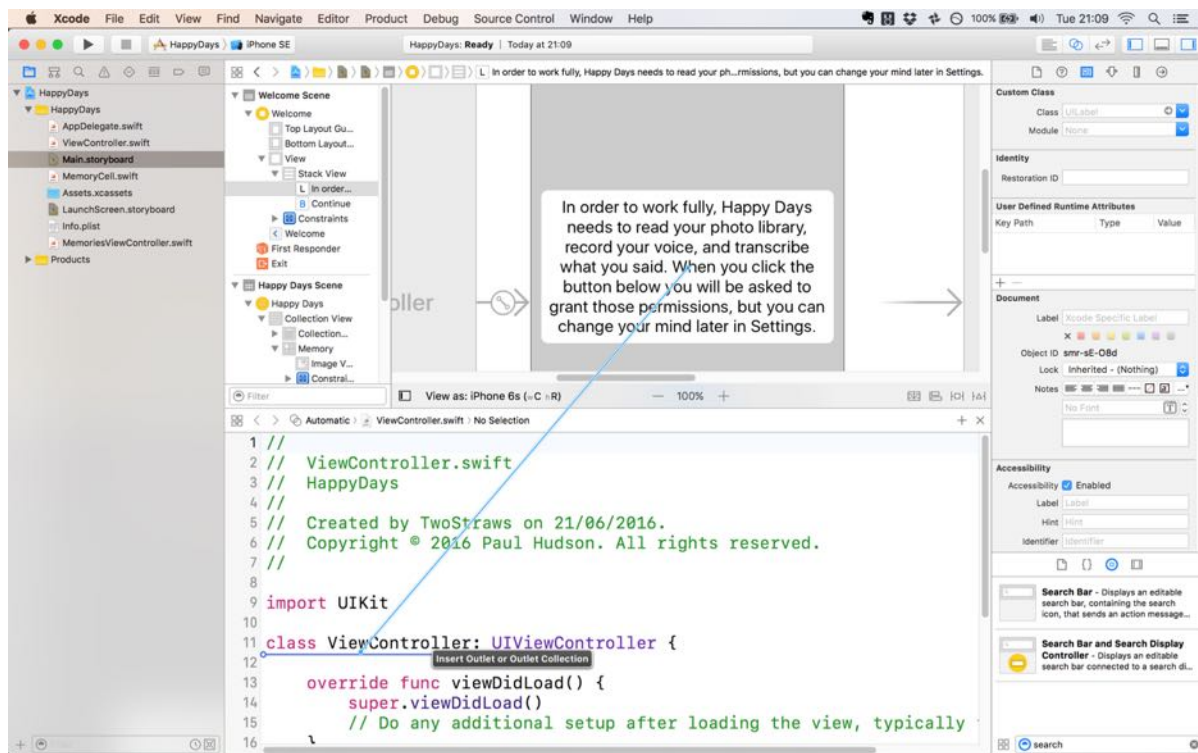 Xcode File Edit View Find Navigate Editor Product Debug Source Control Window Help 100% Tue 21:09
HappyDays iPhone SE HappyDays: Ready | Today at 21:09
In order to work fully, Happy Days needs to read your ph...rmissions, but you can change your mind later in Settings.
HappyDays
HappyDays
AppDelegate.swift
ViewController.swift
Main.storyboard
MemoryCell.swift
Assets.xcassets
LaunchScreen.storyboard
Info.plist
MemoriesViewController.swift
Products
Welcome Scene
Welcome
Top Layout Gu...
Bottom Layout...
View
Stack View
L In order...
B Continue
Constraints
Welcome
First Responder
Exit
Happy Days Scene
Happy Days
Collection View
Collection...
Memory
Image V...
Constrai...
Filter
oller
In order to work fully, Happy Days
needs to read your photo library,
record your voice, and transcribe
what you said. When you click the
button below you will be asked to
grant those permissions, but you can
change your mind later in Settings.
View as: iPhone 6s (wC hR) — 100% +
Automatic ViewController.swift No Selection
1 //
2 //  ViewController.swift
3 //  HappyDays
4 //
5 //  Created by TwoStraws on 21/06/2016.
6 //  Copyright © 2016 Paul Hudson. All rights reserved.
7 //
8
9 import UIKit
10
11 class ViewController: UIViewController {
Insert Outlet or Outlet Collection
12
13     override func viewDidLoad() {
14         super.viewDidLoad()
15         // Do any additional setup after loading the view, typically
16     }
Custom Class
Class UILabel
Module None
Identity
Restoration ID
User Defined Runtime Attributes
Key Path Type Value
Document
Label Xcode Specific Label
Object ID smr-sE-OBd
Lock Inherited - (Nothing)
Notes
No Font
Accessibility
Accessibility Enabled
Label Label
Hint Hint
Identifier Identifier
Search Bar - Displays an editable
search bar, containing the search
icon, that sends an action message...
Search Bar and Search Display
Controller - Displays an editable
search bar connected to a search di...
search